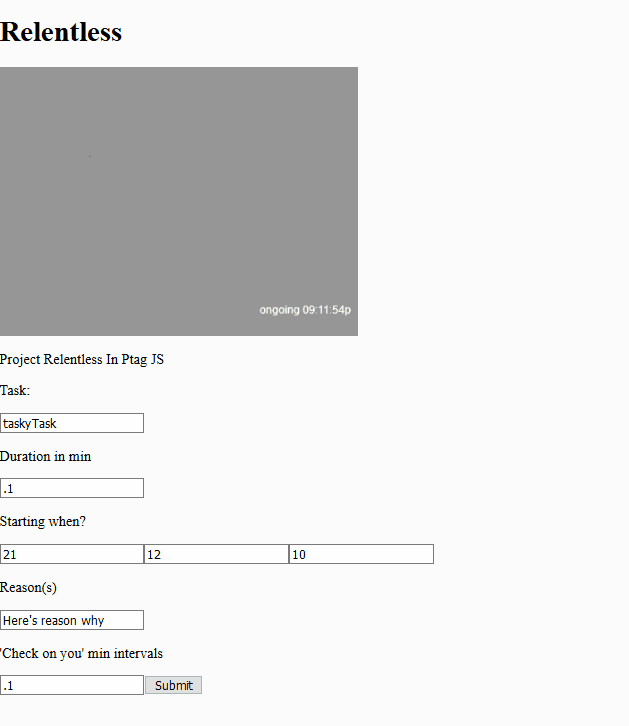 Relentless
ongoing 09:11:54p
Project Relentless In Ptag JS
Task:
taskyTask
Duration in min
.1
Starting when?
21 12 10
Reason(s)
Here's reason why
'Check on you' min intervals
.1 Submit